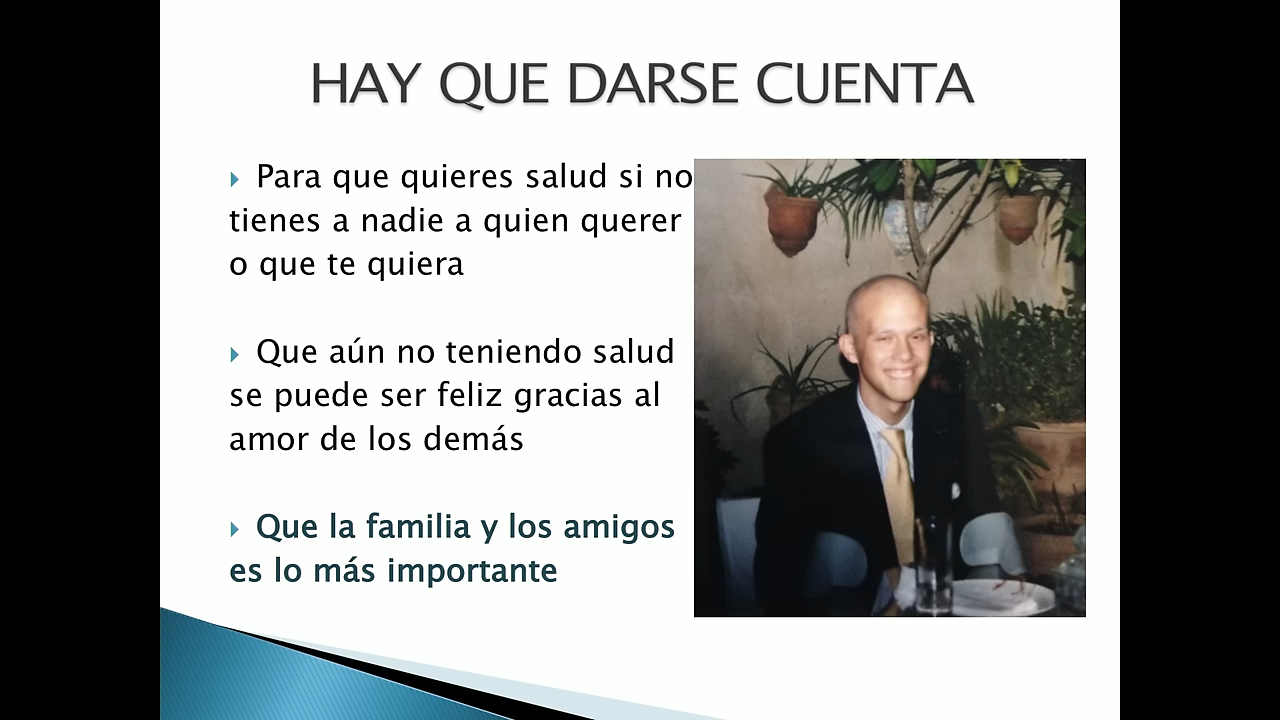 HAY QUE DARSE CUENTA
Para que quieres salud si no
tienes a nadie a quien querer
o que te quiera
Que aún no teniendo salud
se puede ser feliz gracias al
amor de los demás
Que la familia y los amigos
es lo más importante